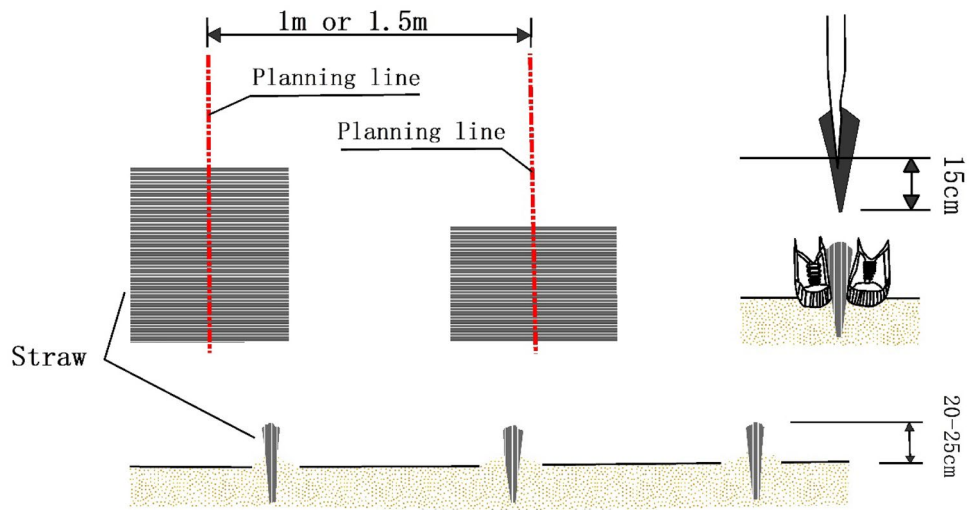 1m or 1.5m
Planning line
Planning line
15cm
Straw
20-25cm